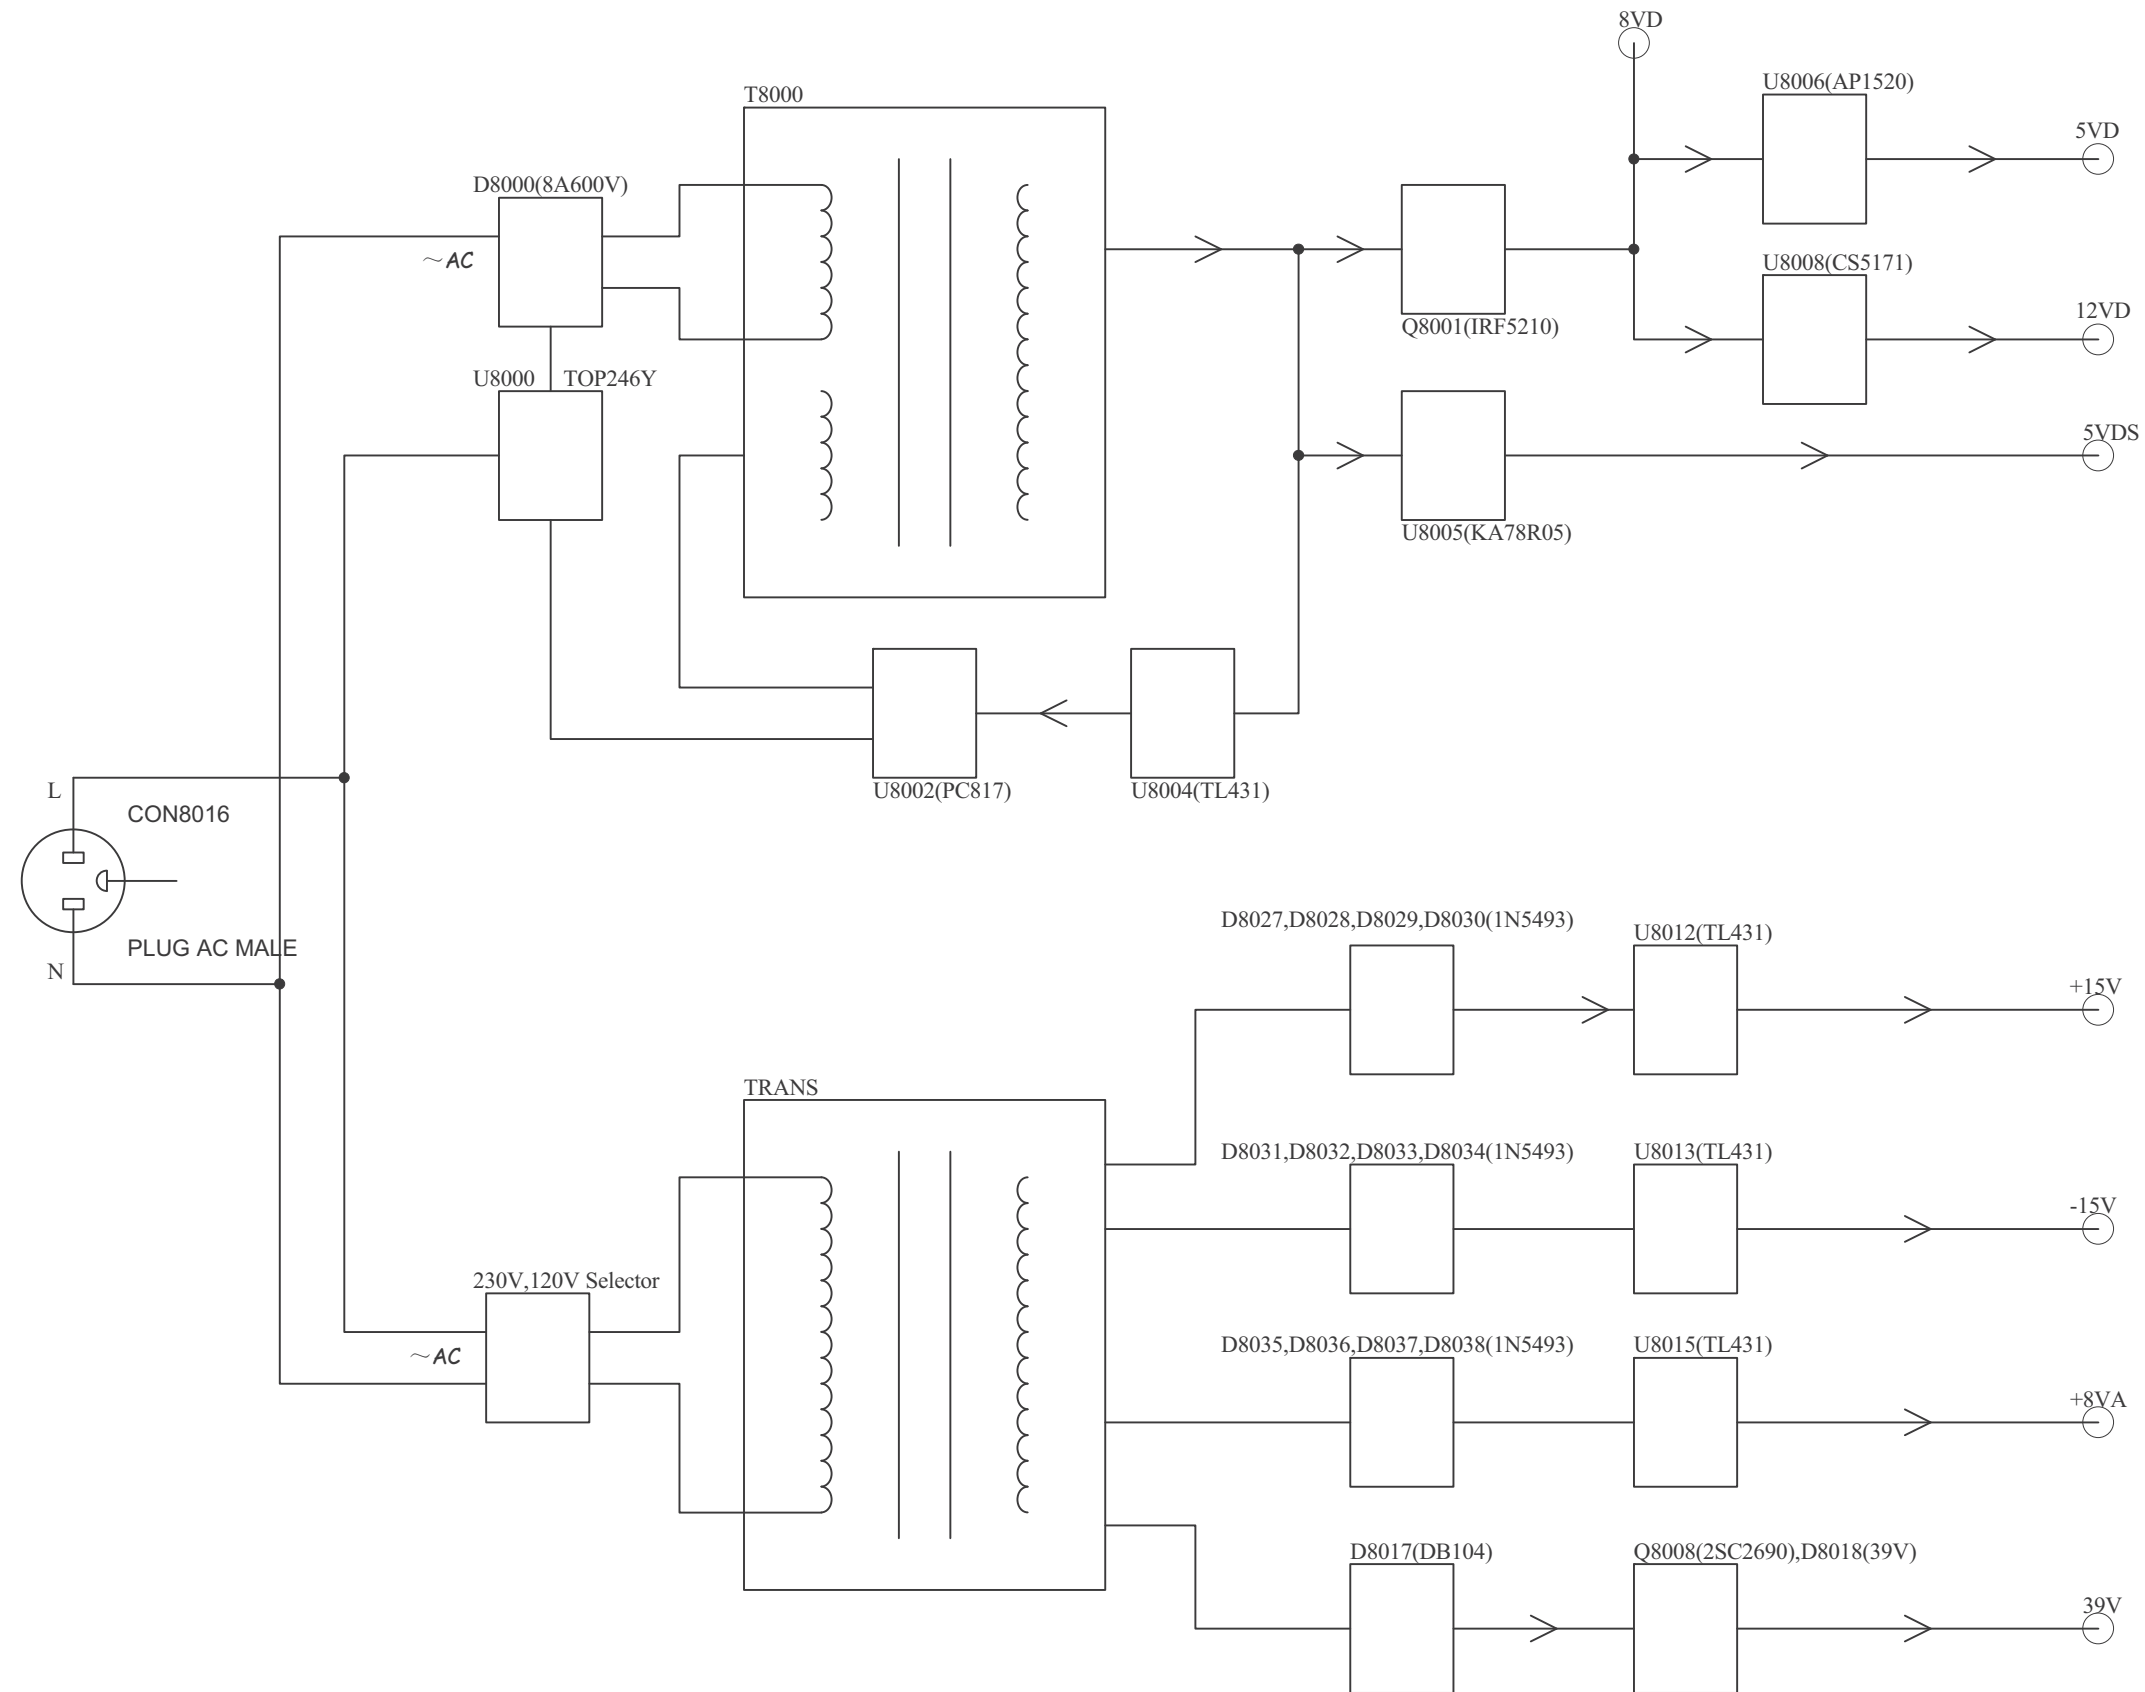 8VD
U8006(AP1520)
T8000
5VD
D8000(8A600V)
~AC
U8008(CS5171)
12VD
Q8001(IRF5210)
U8000 TOP246Y
5VDS
U8005(KA78R05)
L
U8002(PC817)
U8004(TL431)
CON8016
D8027,D8028,D8029,D8030(1N5493)
U8012(TL431)
PLUG AC MALE
N
+15V
TRANS
D8031,D8032,D8033,D8034(1N5493)
U8013(TL431)
-15V
230V,120V Selector
~AC
D8035,D8036,D8037,D8038(1N5493)
U8015(TL431)
+8VA
D8017(DB104)
Q8008(2SC2690),D8018(39V)
39V